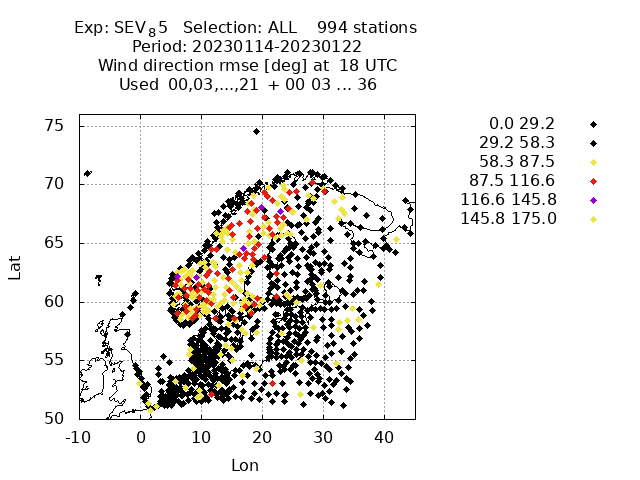 Exp: SEV₈5 Selection: ALL 994 stations
Period: 20230114-20230122
Wind direction rmse [deg] at 18 UTC
Used 00,03,...,21 + 00 03 ... 36
0.0 29.2
29.2 58.3
58.3 87.5
87.5 116.6
116.6 145.8
145.8 175.0
75
70
65
60
55
50
Lat
-10 0 10 20 30 40
Lon